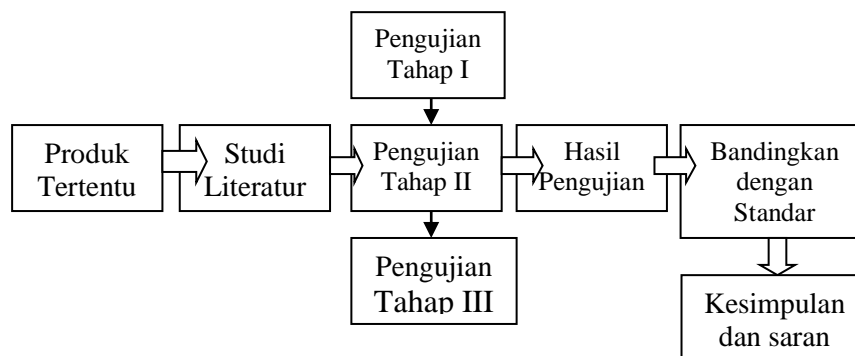 Pengujian
Tahap I
Produk
Tertentu
Studi
Literatur
Pengujian
Tahap II
Hasil
Pengujian
Bandingkan
dengan
Standar
Pengujian
Tahap III
Kesimpulan
dan saran